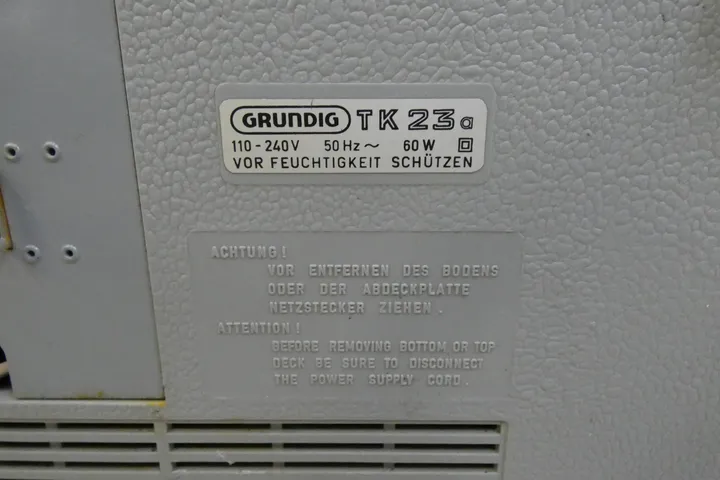 GRUNDIG TK 23a
110-240V 50 Hz ~ 60 W
VOR FEUCHTIGKEIT SCHÜTZEN
ACHTUNG!
VOR ENTFERNEN DES BODENS
ODER DER ABDECKPLATTE
NETZSTECKER ZIEHEN.
ATTENTION!
BEFORE REMOVING BOTTOM OR TOP
DECK BE SURE TO DISCONNECT
THE POWER SUPPLY CORD.